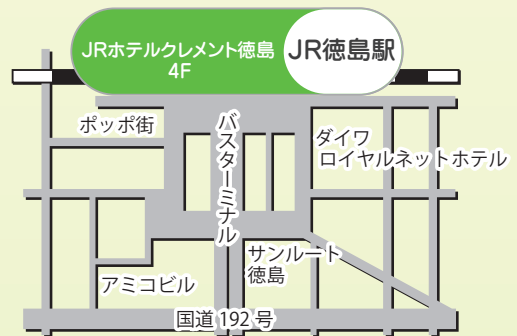 JRホテルクレメント徳島
4F
JR徳島駅
ポッポ街
バスターミナル
ダイワ
ロイヤルネットホテル
サンルート
徳島
アミコビル
国道192号